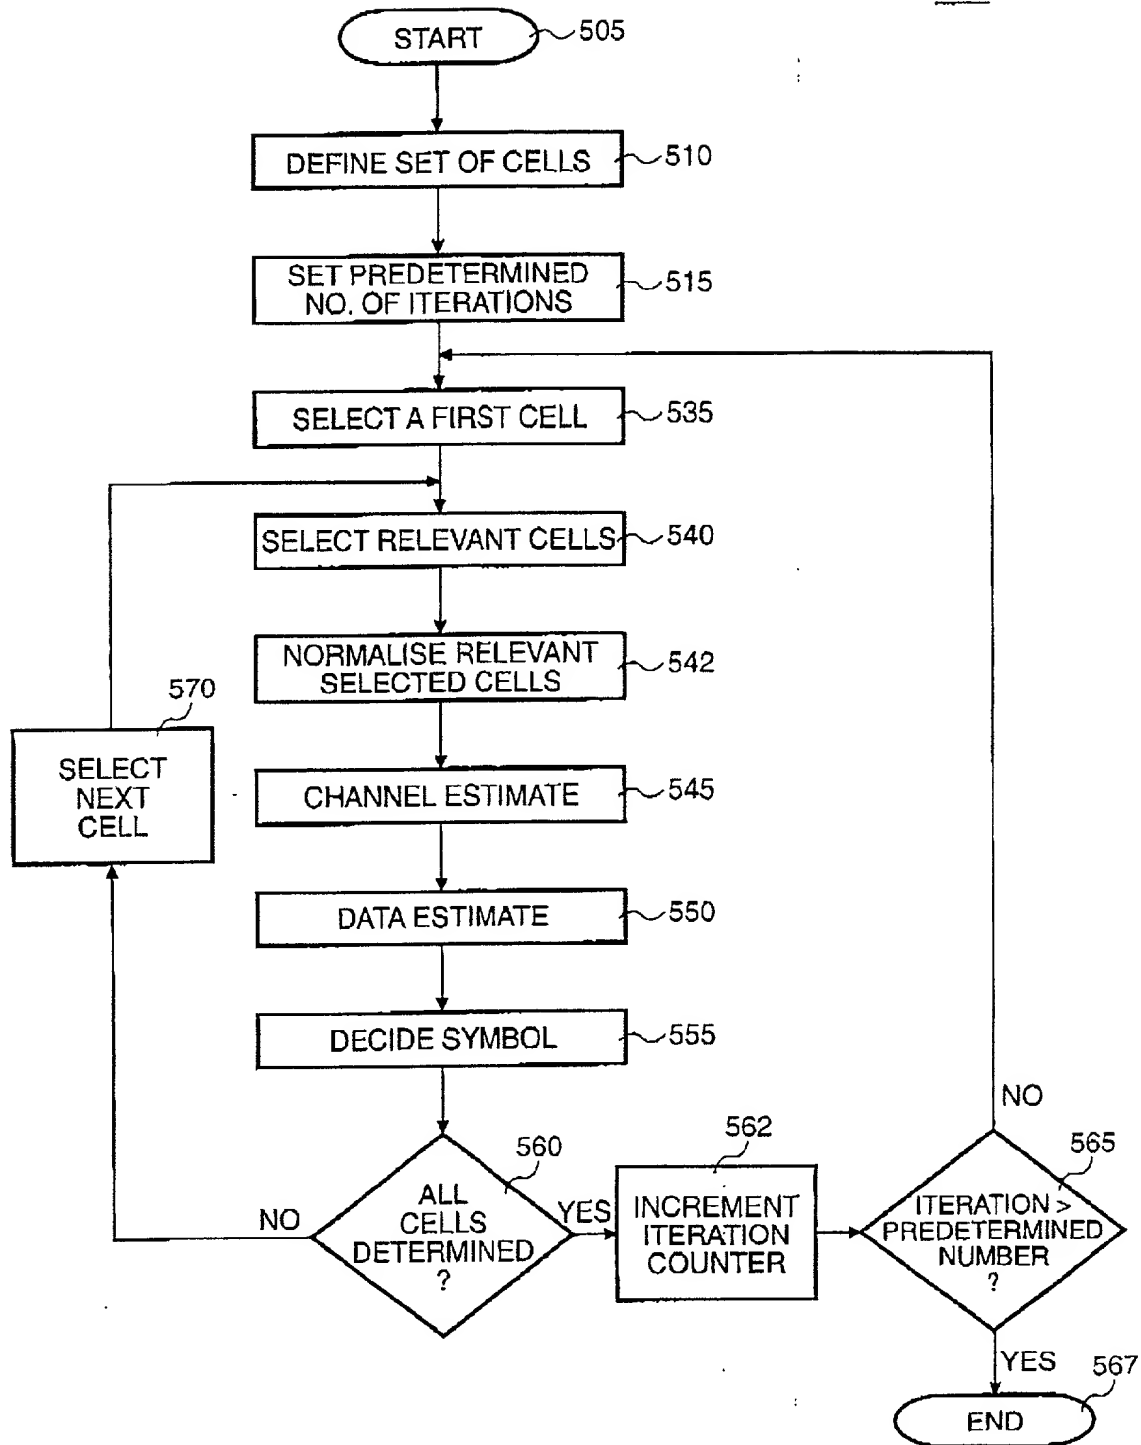 START
505
DEFINE SET OF CELLS
510
SET PREDETERMINED
NO. OF ITERATIONS
515
SELECT A FIRST CELL
535
SELECT RELEVANT CELLS
540
NORMALISE RELEVANT
SELECTED CELLS
542
570
SELECT
NEXT
CELL
CHANNEL ESTIMATE
545
DATA ESTIMATE
550
DECIDE SYMBOL
555
ALL
CELLS
DETERMINED
?
560
NO
YES
562
INCREMENT
ITERATION
COUNTER
NO
565
ITERATION >
PREDETERMINED
NUMBER
?
YES
567
END